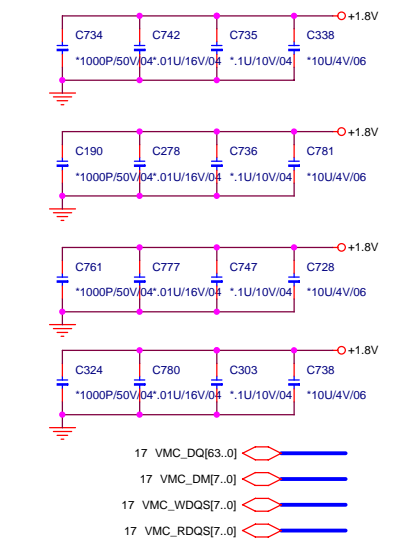 +1.8V
C734 C742 C735 C338
*1000P/50V/04 *.01U/16V/04 *.1U/10V/04 *10U/4V/06
+1.8V
C190 C278 C736 C781
*1000P/50V/04 *.01U/16V/04 *.1U/10V/04 *10U/4V/06
+1.8V
C761 C777 C747 C728
*1000P/50V/04 *.01U/16V/04 *.1U/10V/04 *10U/4V/06
+1.8V
C324 C780 C303 C738
*1000P/50V/04 *.01U/16V/04 *.1U/10V/04 *10U/4V/06
17 VMC_DQ[63..0]
17 VMC_DM[7..0]
17 VMC_WDQS[7..0]
17 VMC_RDQS[7..0]